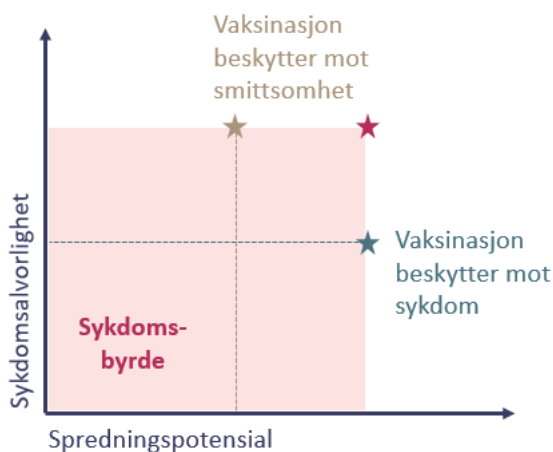 Vaksinasjon
beskytter mot
smittsomhet
Sykdomsalvorlighet
Vaksinasjon
beskytter mot
sykdom
Sykdoms-
byrde
Spredningspotensial